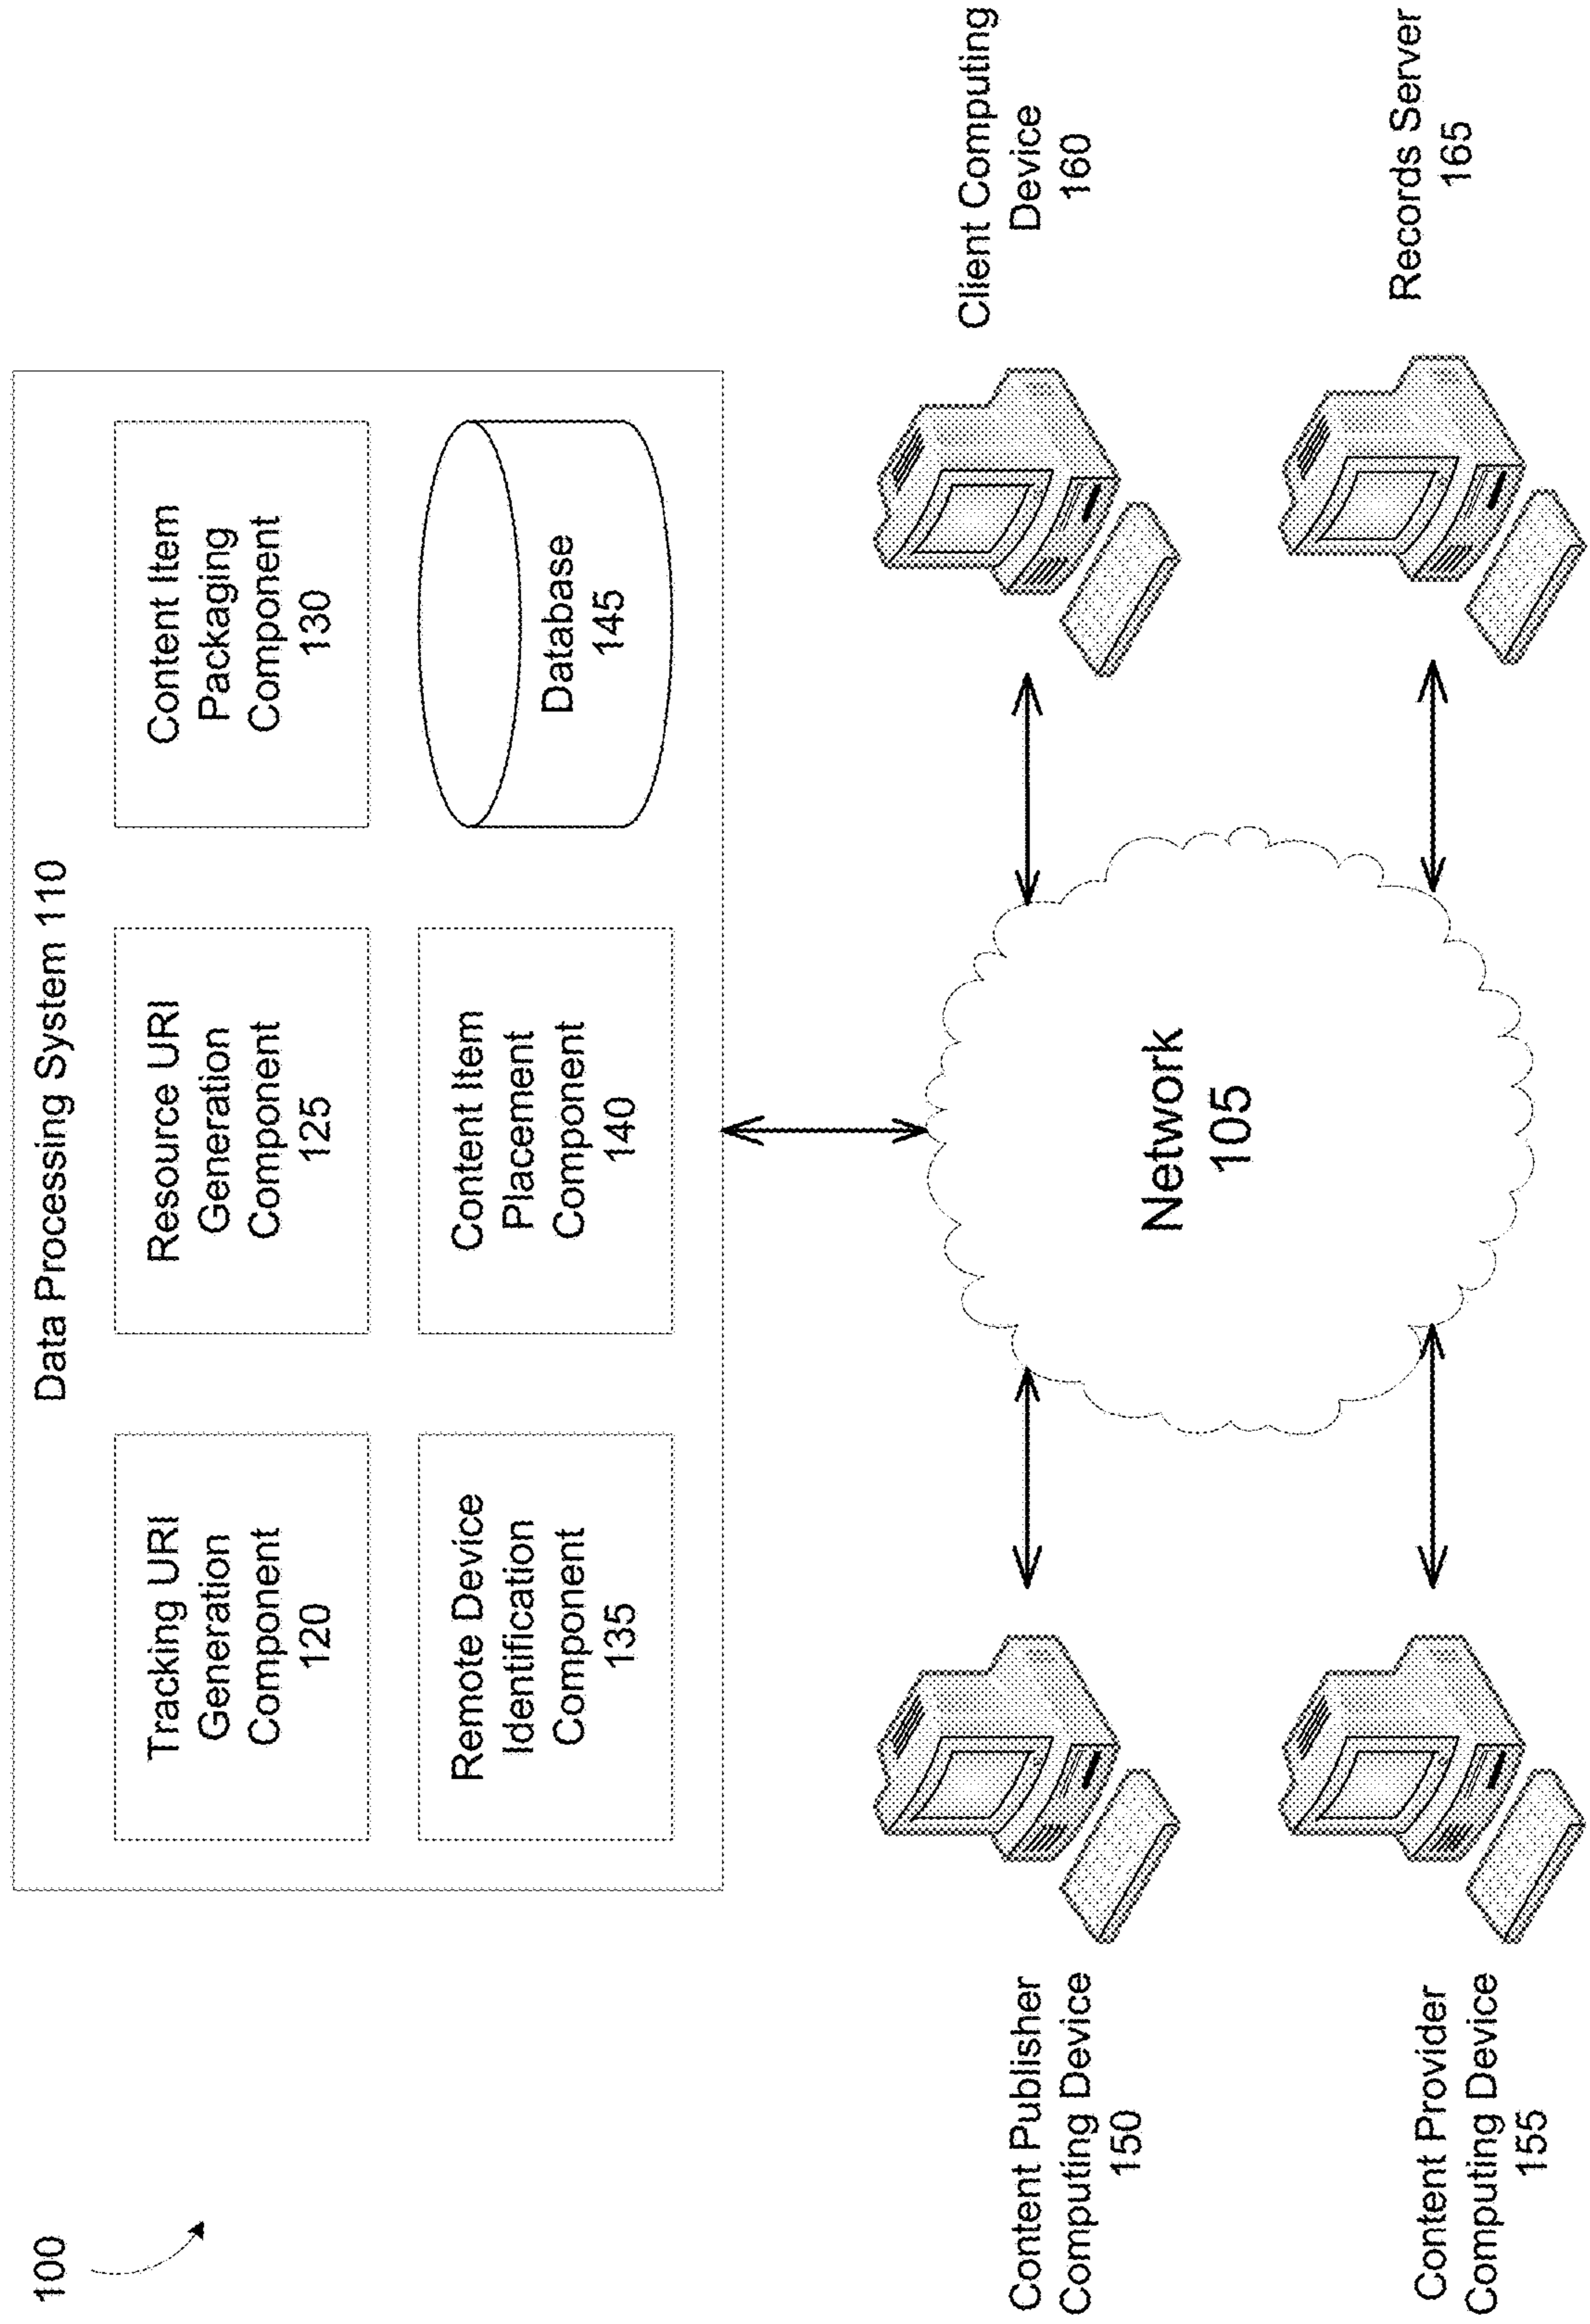 100
Data Processing System 110
Tracking URI
Generation
Component
120
Resource URI
Generation
Component
125
Content Item
Packaging
Component
130
Remote Device
Identification
Component
135
Content Item
Placement
Component
140
Database
145
Content Publisher
Computing Device
150
Client Computing
Device
160
Network
105
Content Provider
Computing Device
155
Records Server
165